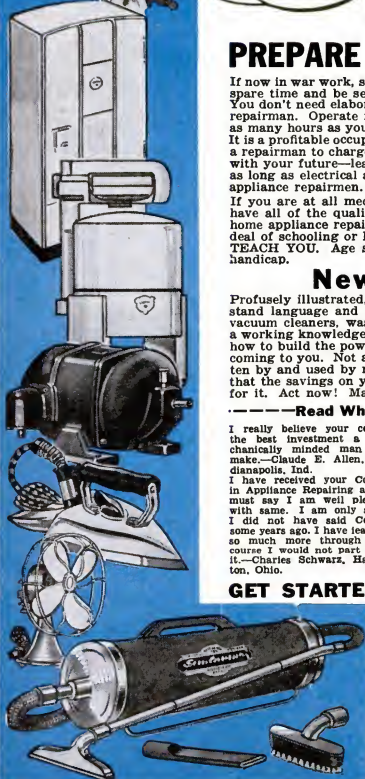 PREPARE
If now in war work, s
spare time and be se
You don't need elabor
repairman. Operate
as many hours as you
It is a profitable occup
a repairman to charg
with your future—lea
as long as electrical a
appliance repairmen.
If you are at all mec
have all of the quali
home appliance repai
deal of schooling or
TEACH YOU. Age s
handicap.
New
Profusely illustrated,
stand language and
vacuum cleaners, was
a working knowledge
how to build the pow
coming to you. Not s
ten by and used by r
that the savings on y
for it. Act now! Ma
-----Read Wh
I really believe your co
the best investment a
chanically minded man
make.—Claude E. Allen,
dianapolis, Ind.
I have received your Co
in Appliance Repairing a
must say I am well ple
with same. I am only s
I did not have said Co
some years ago. I have lea
so much more through
course I would not part
it.—Charles Schwarz, Ha
ton, Ohio.
GET STARTE